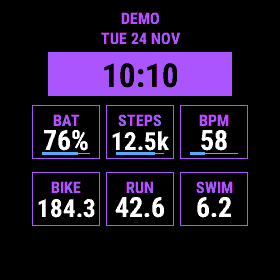 DEMO
TUE 24 NOV
10:10
BAT STEPS BPM
76% 12.5k 58
BIKE RUN SWIM
184.3 42.6 6.2